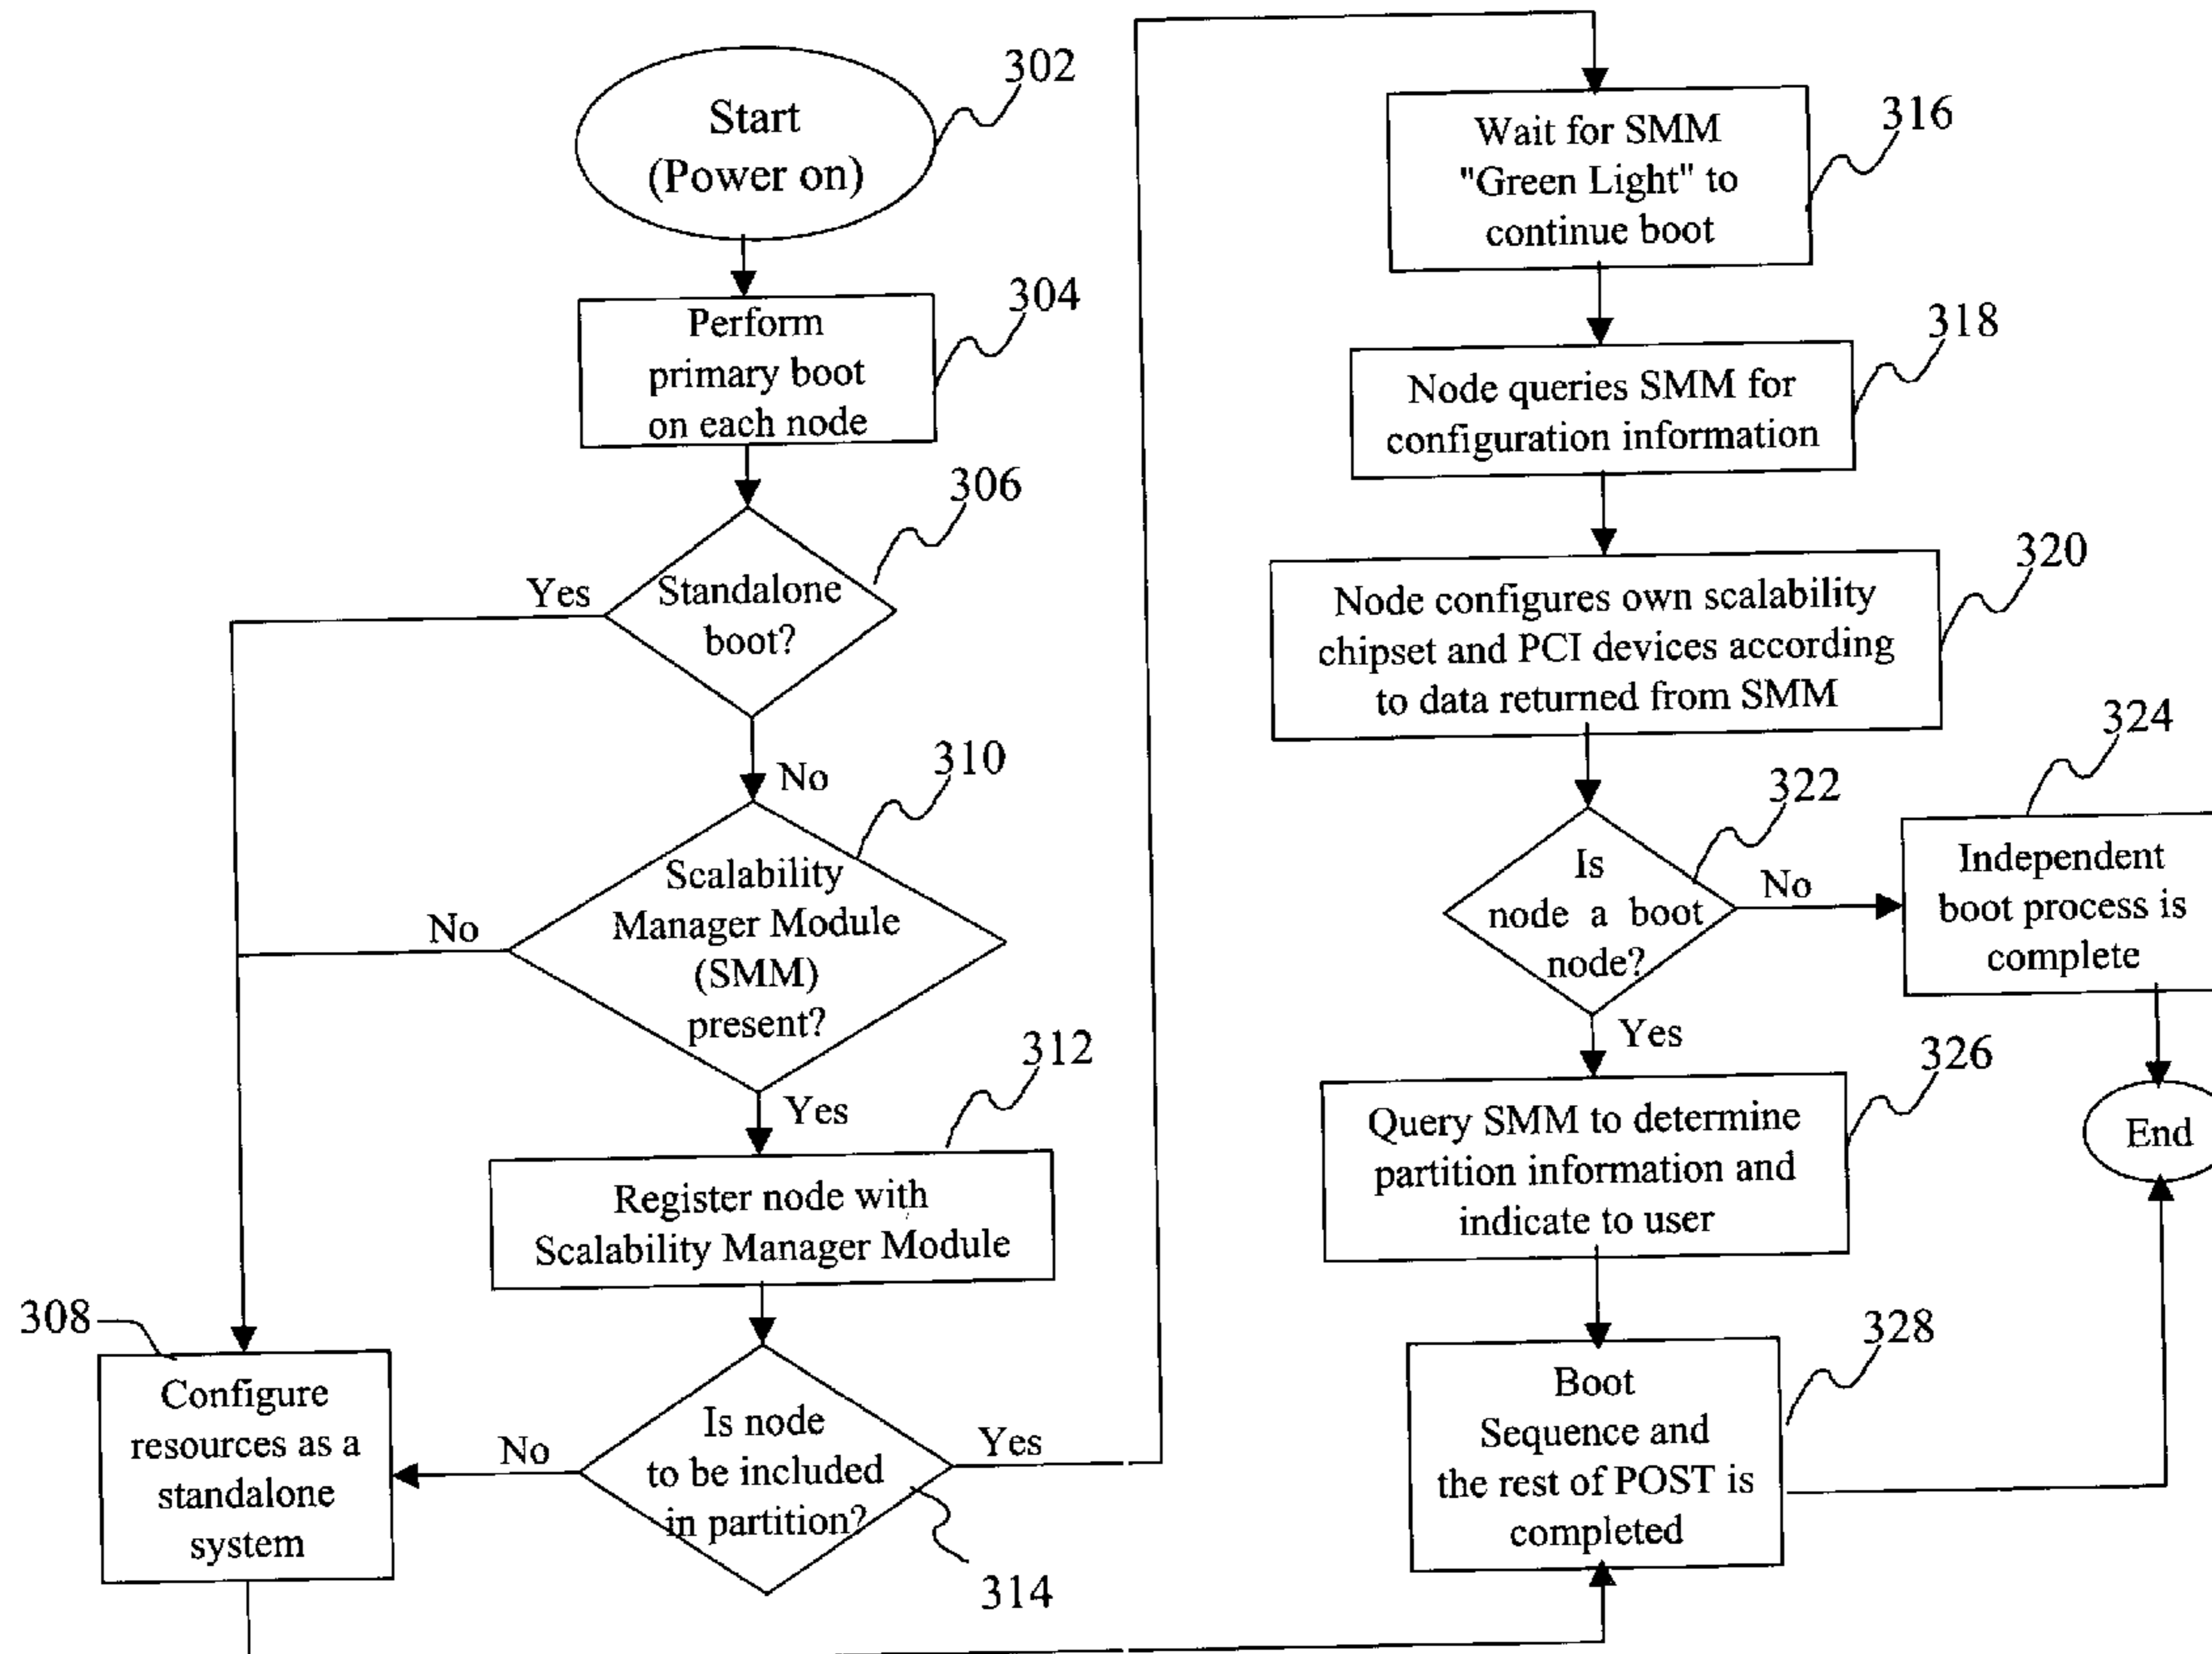 302
Start
(Power on)
304
Perform
primary boot
on each node
306
Yes
Standalone
boot?
No
310
Scalability
Manager Module
(SMM)
present?
No
Yes
312
Register node with
Scalability Manager Module
308
Configure
resources as a
standalone
system
No
Is node
to be included
in partition?
Yes
314
316
Wait for SMM
"Green Light" to
continue boot
318
Node queries SMM for
configuration information
320
Node configures own scalability
chipset and PCI devices according
to data returned from SMM
322
Is
node a boot
node?
No
324
Independent
boot process is
complete
Yes
End
326
Query SMM to determine
partition information and
indicate to user
328
Boot
Sequence and
the rest of POST is
completed